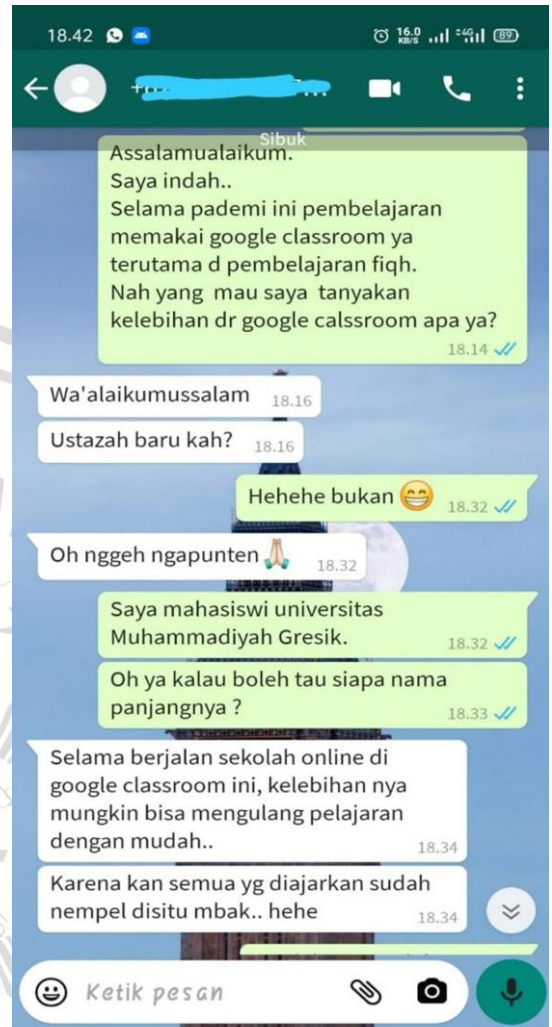 18.42
16.0
KB/S
4G
89
Sibuk
Assalamualaikum.
Saya indah..
Selama pademi ini pembelajaran
memakai google classroom ya
terutama d pembelajaran fiqh.
Nah yang mau saya tanyakan
kelebihan dr google calssroom apa ya?
18.14
Wa'alaikumussalam 18.16
Ustazah baru kah? 18.16
Hehehe bukan 😁 18.32
Oh nggeh ngapunten 🙏🏻 18.32
Saya mahasiswi universitas
Muhammadiyah Gresik. 18.32
Oh ya kalau boleh tau siapa nama
panjangnya ? 18.33
Selama berjalan sekolah online di
google classroom ini, kelebihan nya
mungkin bisa mengulang pelajaran
dengan mudah.. 18.34
Karena kan semua yg diajarkan sudah
nempel disitu mbak.. hehe 18.34
Ketik pesan